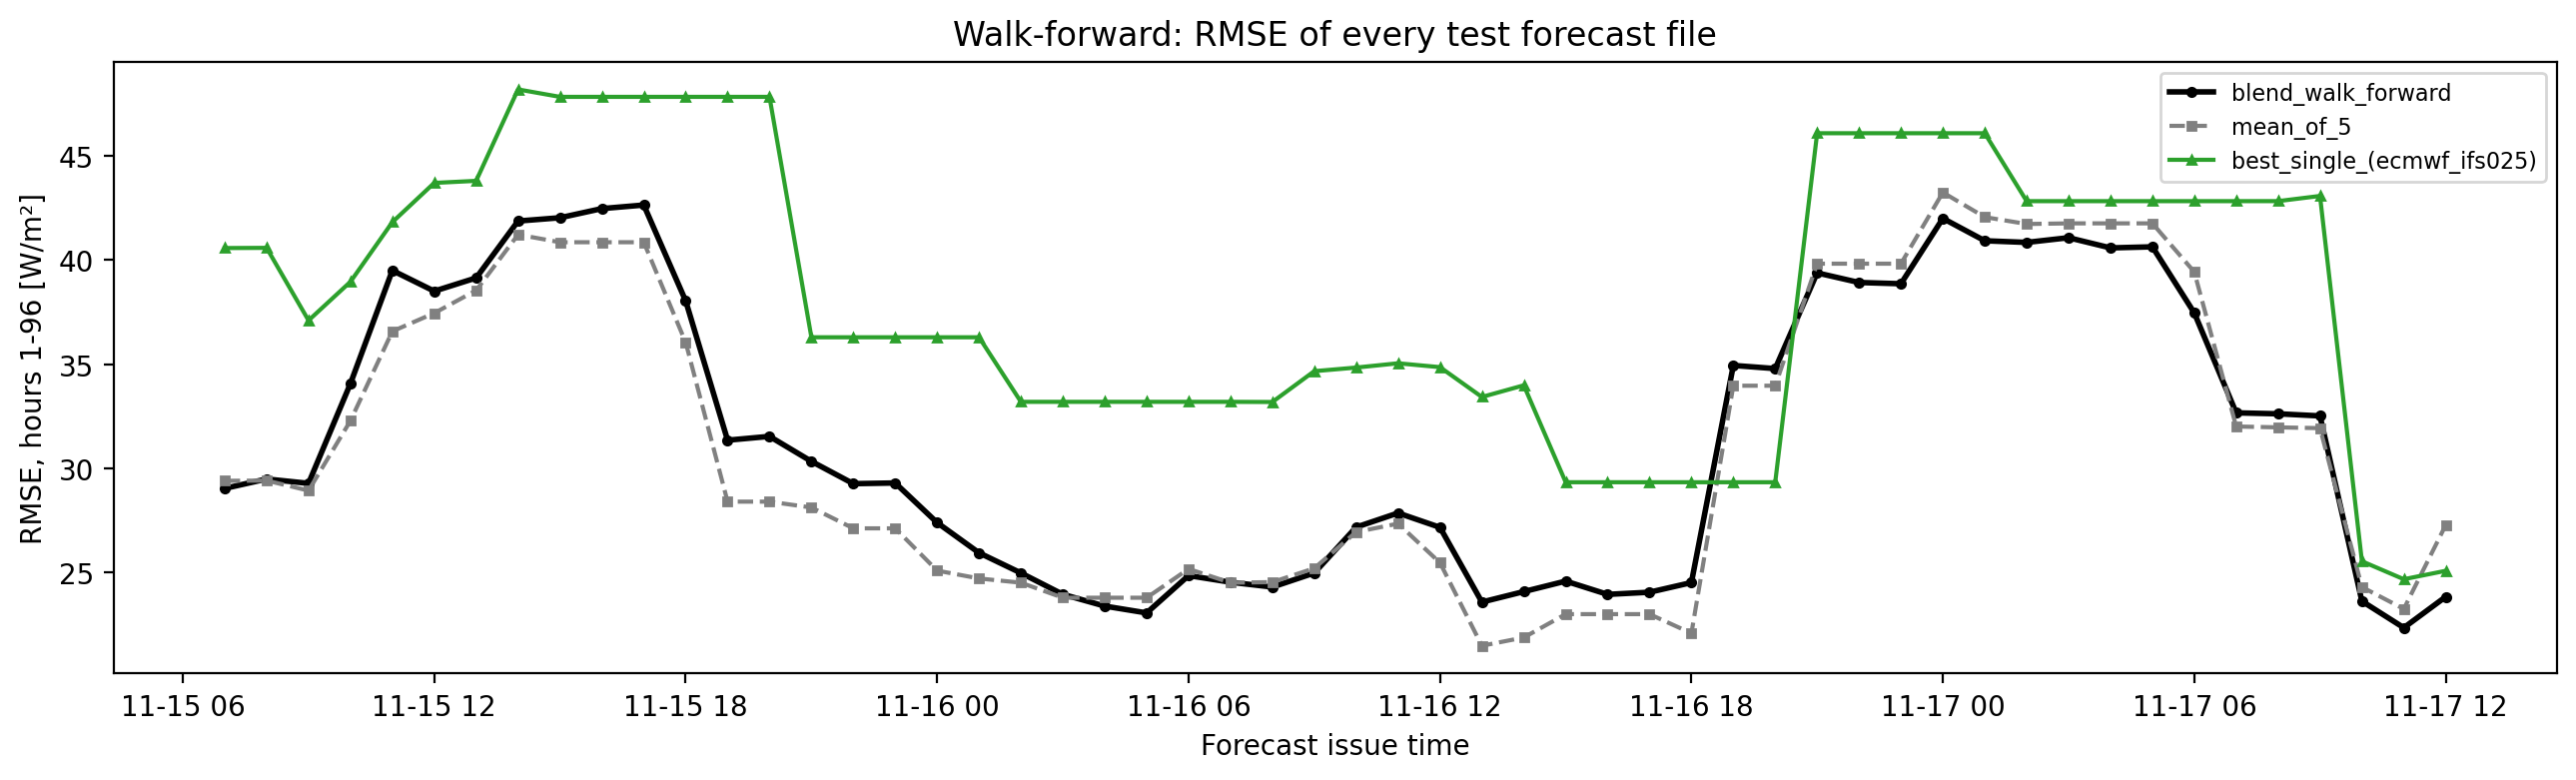 Walk-forward: RMSE of every test forecast file
blend_walk_forward
mean_of_5
best_single_(ecmwf_ifs025)
RMSE, hours 1-96 [W/m²]
45
40
35
30
25
11-15 06 11-15 12 11-15 18 11-16 00 11-16 06 11-16 12 11-16 18 11-17 00 11-17 06 11-17 12
Forecast issue time